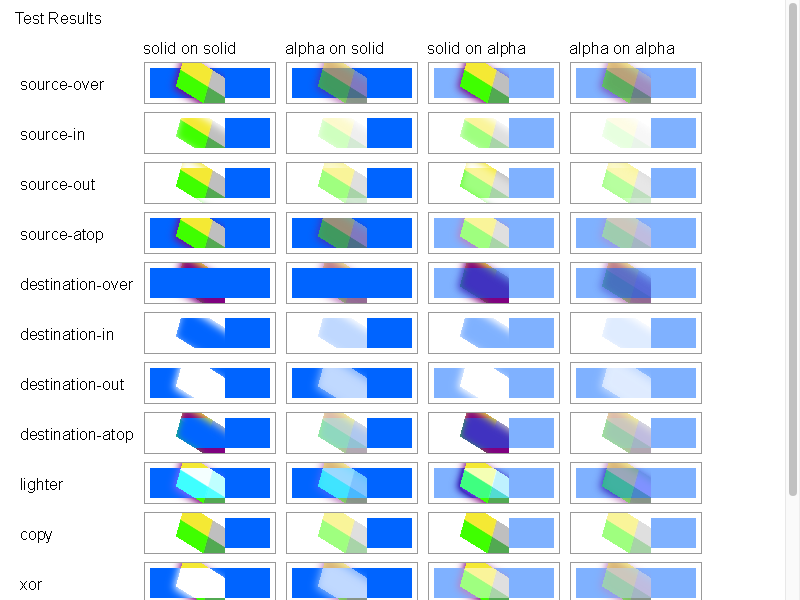 Test Results
solid on solid alpha on solid solid on alpha alpha on alpha
source-over
source-in
source-out
source-atop
destination-over
destination-in
destination-out
destination-atop
lighter
copy
xor